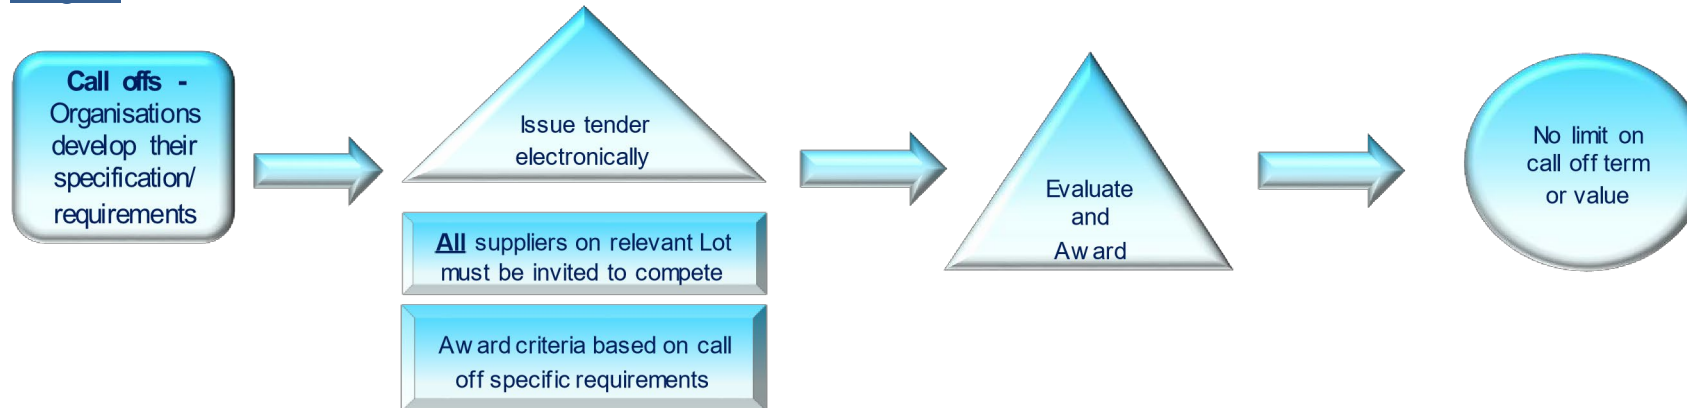 Call offs -
Organisations
develop their
specification/
requirements
Issue tender
electronically
All suppliers on relevant Lot
must be invited to compete
Award criteria based on call
off specific requirements
Evaluate
and
Award
No limit on
call off term
or value